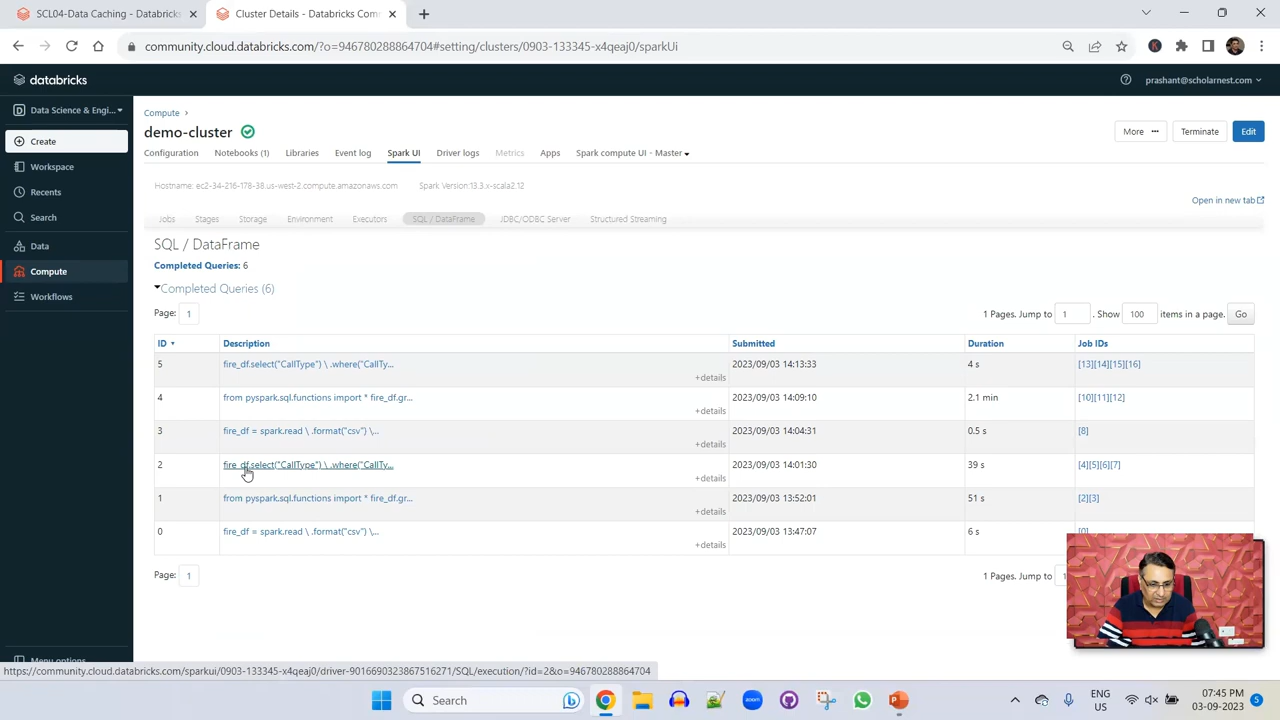 SCL04-Data Caching - Databricks
Cluster Details - Databricks Com
community.cloud.databricks.com/?o=946780288864704#setting/clusters/0903-133345-x4qeaj0/sparkUi
databricks
prashant@scholarnest.com
Data Science & Engi...
Create
Workspace
Recents
Search
Data
Compute
Workflows
Menu options
Compute >
demo-cluster
More
Terminate
Edit
Configuration Notebooks (1) Libraries Event log Spark UI Driver logs Metrics Apps Spark compute UI - Master
Hostname: ec2-34-216-178-38.us-west-2.compute.amazonaws.com Spark Version:13.3.x-scala2.12
Open in new tab
Jobs Stages Storage Environment Executors SQL / DataFrame JDBC/ODBC Server Structured Streaming
SQL / DataFrame
Completed Queries: 6
Completed Queries (6)
Page: 1 1 Pages. Jump to 1 . Show 100 items in a page. Go
ID Description Submitted Duration Job IDs
5 fire_df.select("CallType") \ .where("CallTy... 2023/09/03 14:13:33 4 s [13][14][15][16]
+details
4 from pyspark.sql.functions import * fire_df.gr... 2023/09/03 14:09:10 2.1 min [10][11][12]
+details
3 fire_df = spark.read \ .format("csv") \... 2023/09/03 14:04:31 0.5 s [8]
+details
2 fire_df.select("CallType") \ .where("CallTy... 2023/09/03 14:01:30 39 s [4][5][6][7]
+details
1 from pyspark.sql.functions import * fire_df.gr... 2023/09/03 13:52:01 51 s [2][3]
+details
0 fire_df = spark.read \ .format("csv") \... 2023/09/03 13:47:07 6 s [0]
+details
Page: 1 1 Pages. Jump to 1
https://community.cloud.databricks.com/sparkui/0903-133345-x4qeaj0/driver-9016690323867516271/SQL/execution/?id=2&o=946780288864704
Search
ENG
US
07:45 PM
03-09-2023
5